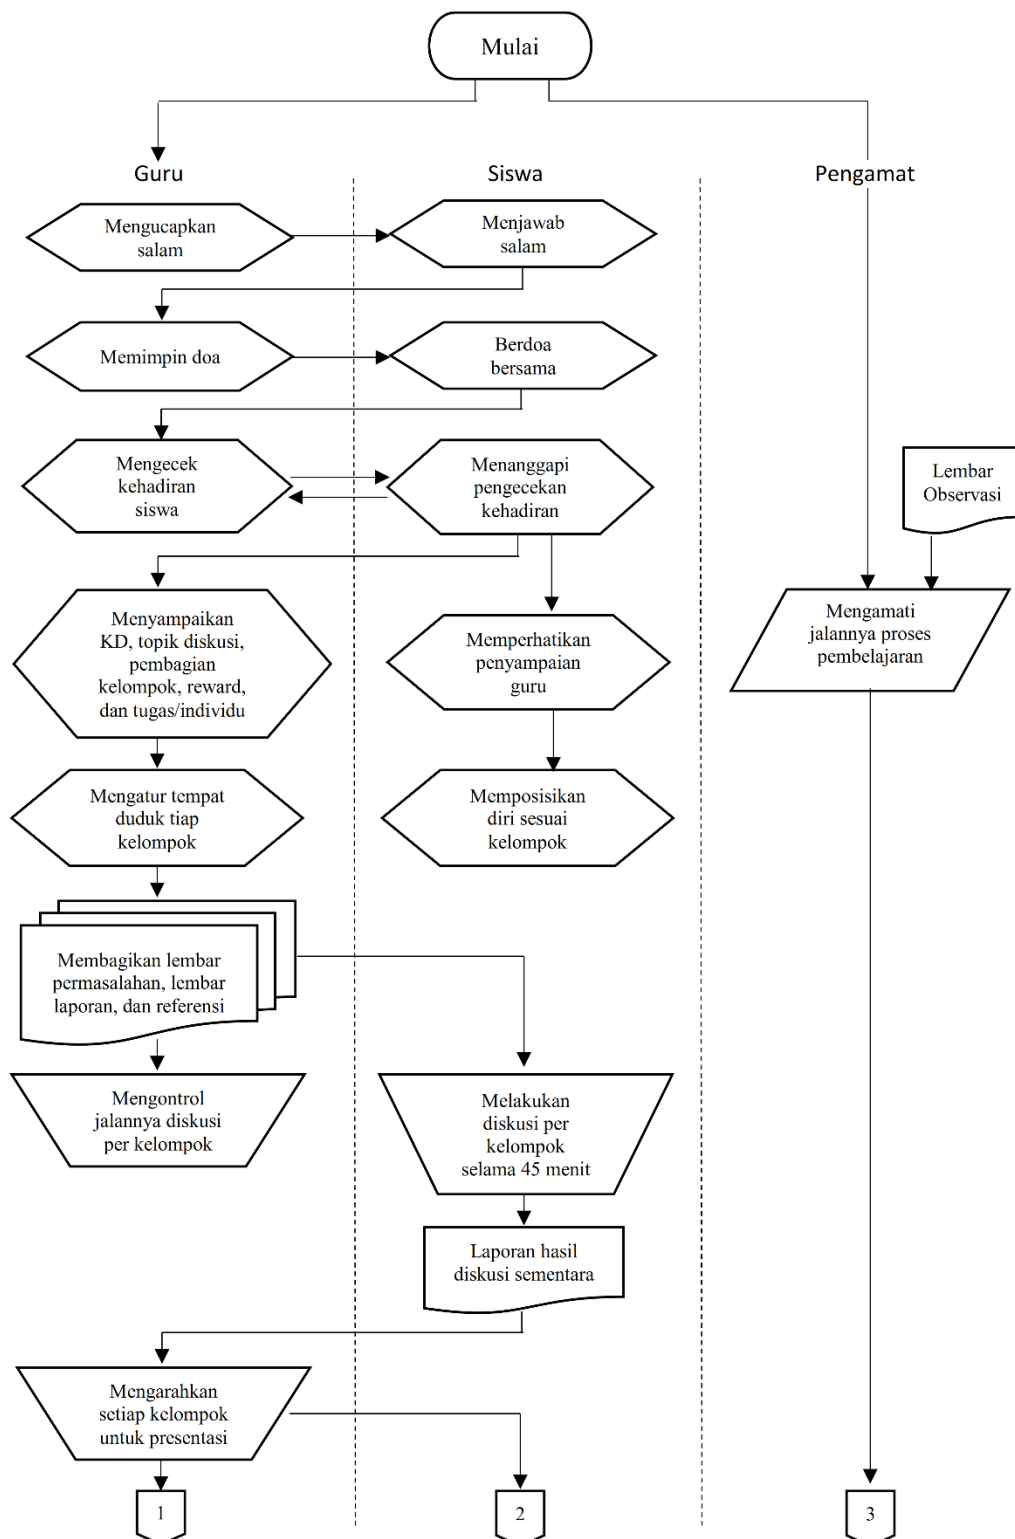 Mulai
Guru
Siswa
Pengamat
Mengucapkan
salam
Menjawab
salam
Memimpin doa
Berdoa
bersama
Mengecek
kehadiran
siswa
Menanggapi
pengecekan
kehadiran
Lembar
Observasi
Menyampaikan
KD, topik diskusi,
pembagian
kelompok, reward,
dan tugas/individu
Memperhatikan
penyampaian
guru
Mengamati
jalannya proses
pembelajaran
Mengatur tempat
duduk tiap
kelompok
Memposisikan
diri sesuai
kelompok
Membagikan lembar
permasalahan, lembar
laporan, dan referensi
Mengontrol
jalannya diskusi
per kelompok
Melakukan
diskusi per
kelompok
selama 45 menit
Laporan hasil
diskusi sementara
Mengarahkan
setiap kelompok
untuk presentasi
1
2
3